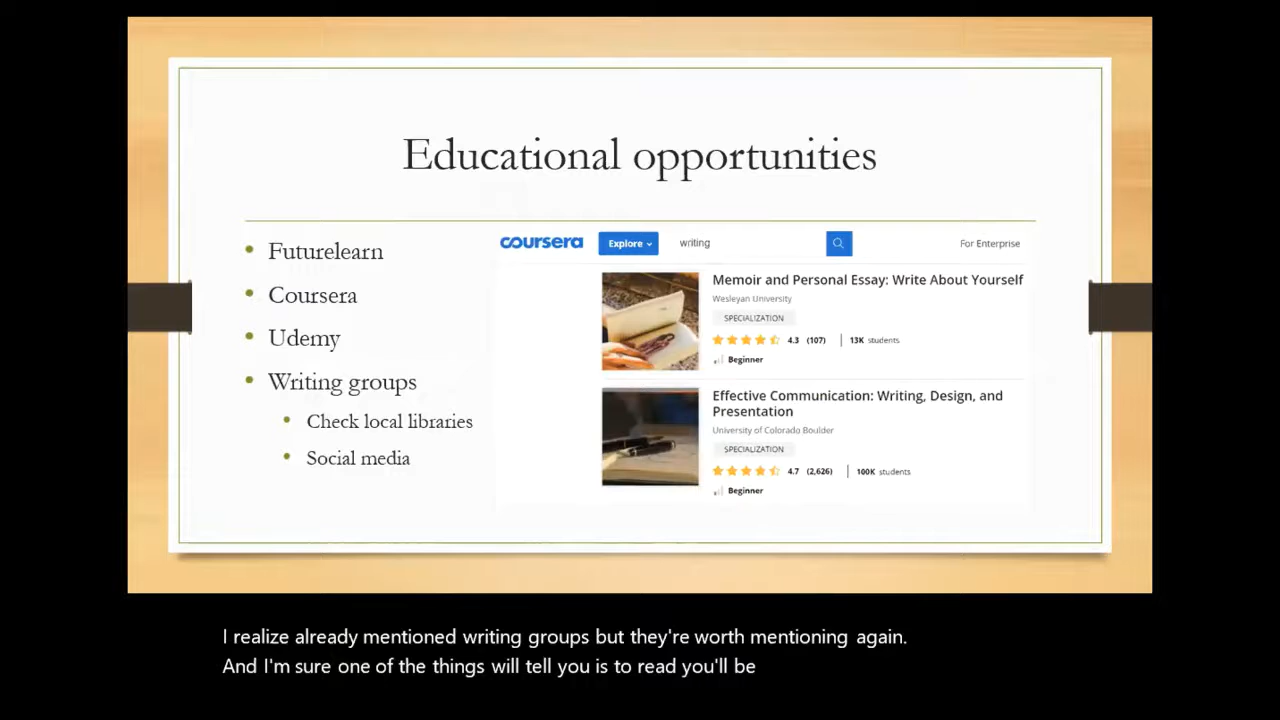 Educational opportunities
Futurelearn
Coursera
Udemy
Writing groups
Check local libraries
Social media
coursera Explore writing For Enterprise
Memoir and Personal Essay: Write About Yourself
Wesleyan University
SPECIALIZATION
4.3 (107) | 13K students
Beginner
Effective Communication: Writing, Design, and
Presentation
University of Colorado Boulder
SPECIALIZATION
4.7 (2,626) | 100K students
Beginner
I realize already mentioned writing groups but they're worth mentioning again.
And I'm sure one of the things will tell you is to read you'll be